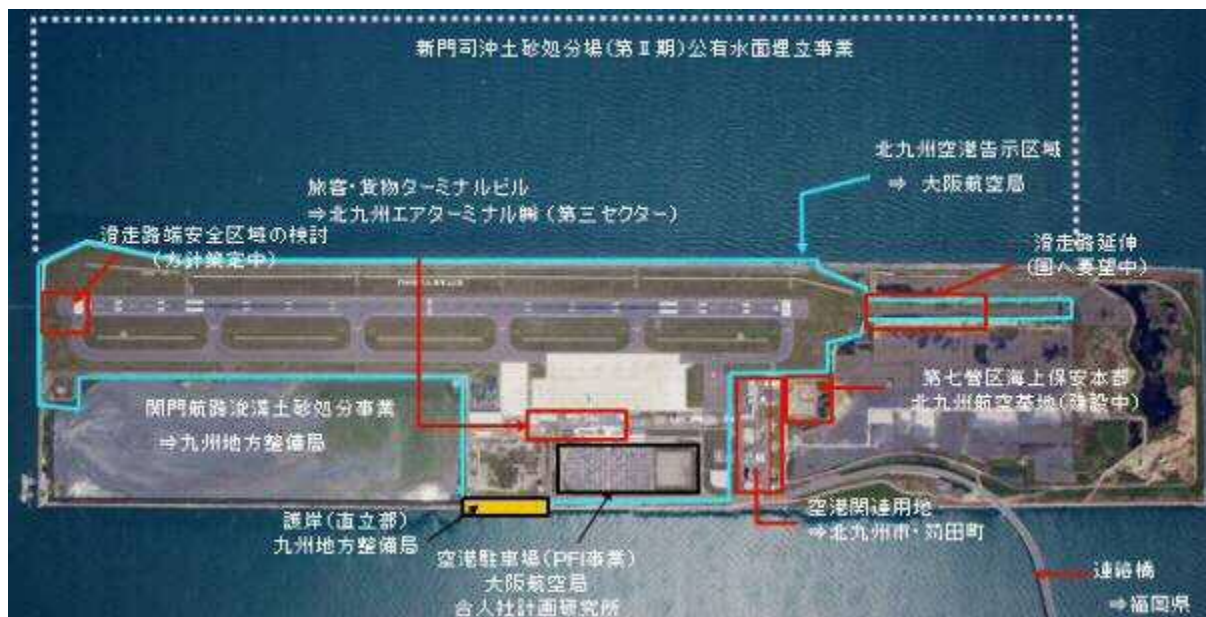 新門司沖土砂処分場(第Ⅱ期)公有水面埋立事業
北九州空港告示区域
⇒ 大阪航空局
旅客・貨物ターミナルビル
⇒北九州エアターミナル㈱(第三セクター)
滑走路端安全区域の検討
(方針策定中)
滑走路延伸
(国へ要望中)
第七管区海上保安本部
北九州航空基地(建設中)
関門航路浚渫土砂処分事業
⇒九州地方整備局
護岸(直立部)
九州地方整備局
空港駐車場(PFI事業)
大阪航空局
合人社計画研究所
空港関連用地
⇒北九州市・苅田町
連絡橋
⇒福岡県